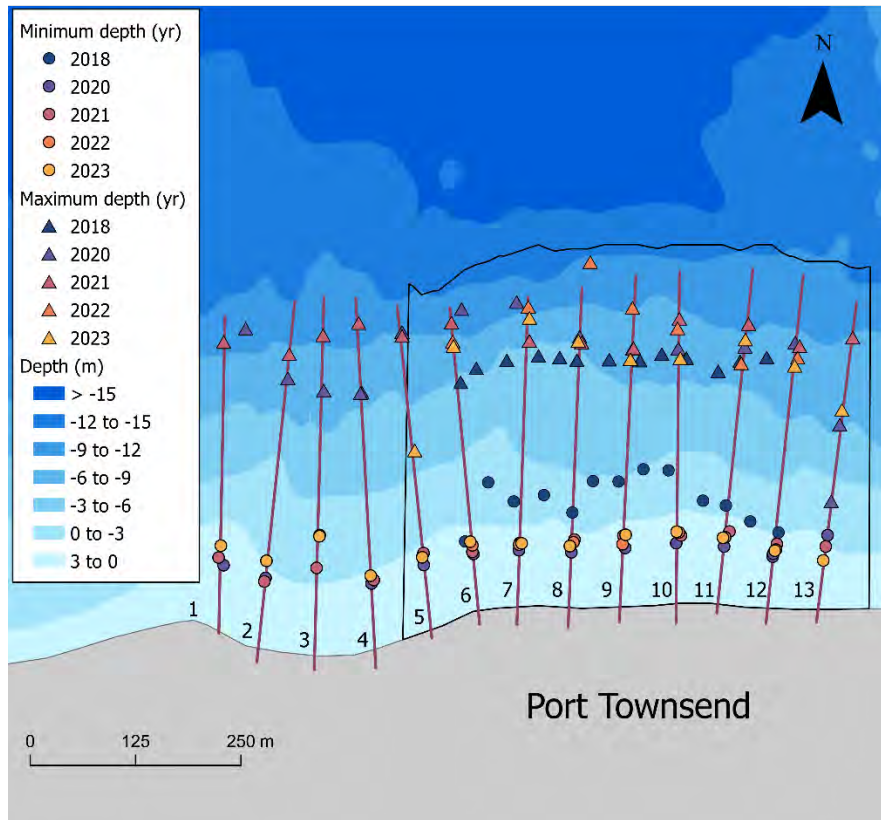 Minimum depth (yr)
2018
2020
2021
2022
2023
Maximum depth (yr)
2018
2020
2021
2022
2023
Depth (m)
> -15
-12 to -15
-9 to -12
-6 to -9
-3 to -6
0 to -3
3 to 0
N
1
2
3
4
5
6
7
8
9
10
11
12
13
Port Townsend
0 125 250 m